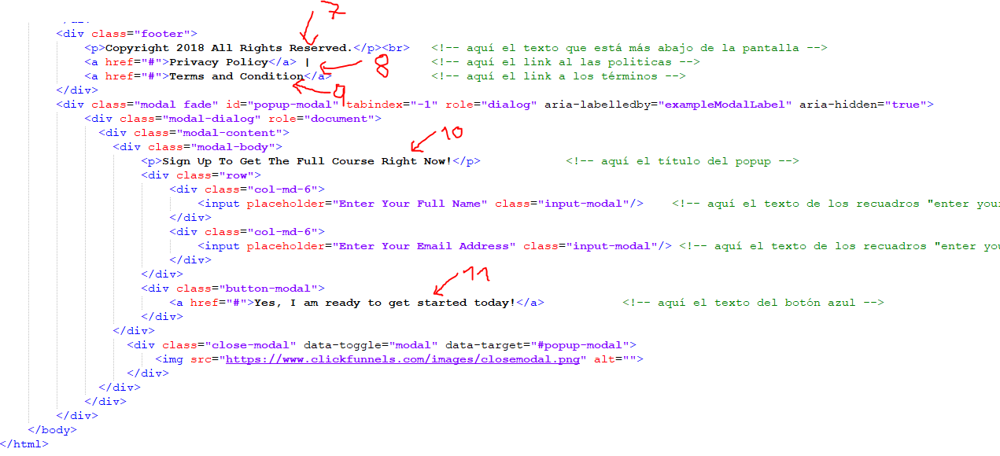 7
<div class="footer">
<p>Copyright 2018 All Rights Reserved.</p><br> <!-- aquí el texto que está más abajo de la pantalla -->
<a href="#">Privacy Policy</a> | <!-- aquí el link al las politicas -->
8
<a href="#">Terms and Condition</a> <!-- aquí el link a los términos -->
</div>
9
<div class="modal fade" id="popup-modal" tabindex="-1" role="dialog" aria-labelledby="exampleModalLabel" aria-hidden="true">
<div class="modal-dialog" role="document">
<div class="modal-content">
10
<div class="modal-body">
<p>Sign Up To Get The Full Course Right Now!</p> <!-- aquí el título del popup -->
<div class="row">
<div class="col-md-6">
<input placeholder="Enter Your Full Name" class="input-modal"/> <!-- aquí el texto de los recuadros "enter your
</div>
<div class="col-md-6">
<input placeholder="Enter Your Email Address" class="input-modal"/> <!-- aquí el texto de los recuadros "enter you
</div>
</div>
11
<div class="button-modal">
<a href="#">Yes, I am ready to get started today!</a> <!-- aquí el texto del botón azul -->
</div>
</div>
<div class="close-modal" data-toggle="modal" data-target="#popup-modal">
<img src="https://www.clickfunnels.com/images/closemodal.png" alt="">
</div>
</div>
</div>
</div>
</body>
</html>